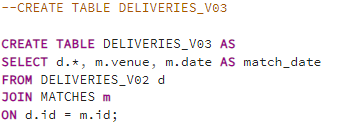 --CREATE TABLE DELIVERIES_V03
CREATE TABLE DELIVERIES_V03 AS
SELECT d.*, m.venue, m.date AS match_date
FROM DELIVERIES_V02 d
JOIN MATCHES m
ON d.id = m.id;